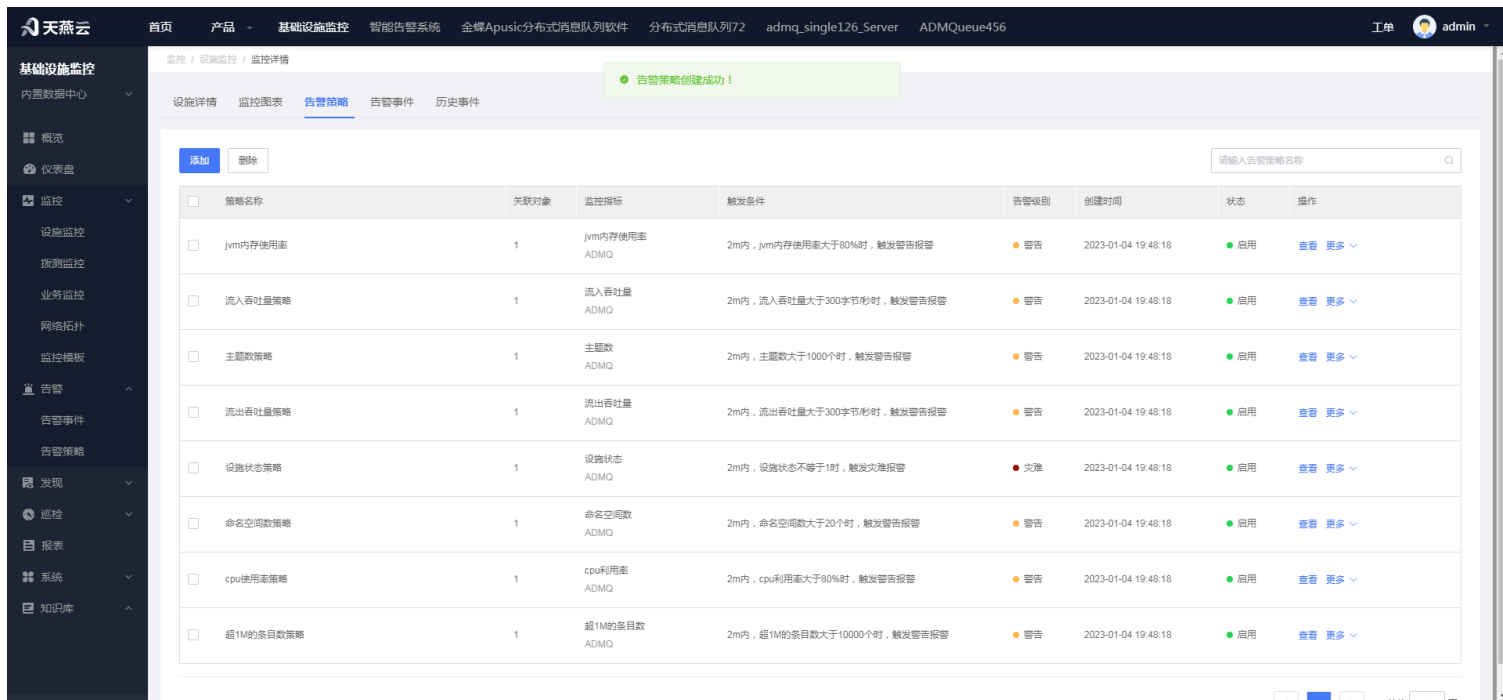 天燕云
首页 产品 基础设施监控 智能告警系统 金蝶Apusic分布式消息队列软件 分布式消息队列72 admq_single126_Server ADMQueue456 工单 admin
基础设施监控
内置数据中心
概览
仪表盘
监控
设施监控
拨测监控
业务监控
网络拓扑
监控模板
告警
告警事件
告警策略
发现
巡检
报表
系统
知识库
监控 / 设施监控 / 监控详情
告警策略创建成功！
设施详情 监控图表 告警策略 告警事件 历史事件
添加 删除 请输入告警策略名称
策略名称 关联对象 监控指标 触发条件 告警级别 创建时间 状态 操作
jvm内存使用率 1 jvm内存使用率 2m内，jvm内存使用率大于80%时，触发警告报警 警告 2023-01-04 19:48:18 启用 查看 更多
ADMQ
流入吞吐量策略 1 流入吞吐量 2m内，流入吞吐量大于300字节/秒时，触发警告报警 警告 2023-01-04 19:48:18 启用 查看 更多
ADMQ
主题数策略 1 主题数 2m内，主题数大于1000个时，触发警告报警 警告 2023-01-04 19:48:18 启用 查看 更多
ADMQ
流出吞吐量策略 1 流出吞吐量 2m内，流出吞吐量大于300字节/秒时，触发警告报警 警告 2023-01-04 19:48:18 启用 查看 更多
ADMQ
设施状态策略 1 设施状态 2m内，设施状态不等于1时，触发灾难报警 灾难 2023-01-04 19:48:18 启用 查看 更多
ADMQ
命名空间数策略 1 命名空间数 2m内，命名空间数大于20个时，触发警告报警 警告 2023-01-04 19:48:18 启用 查看 更多
ADMQ
cpu使用率策略 1 cpu利用率 2m内，cpu利用率大于80%时，触发警告报警 警告 2023-01-04 19:48:18 启用 查看 更多
ADMQ
超1M的条目数策略 1 超1M的条目数 2m内，超1M的条目数大于10000个时，触发警告报警 警告 2023-01-04 19:48:18 启用 查看 更多
ADMQ